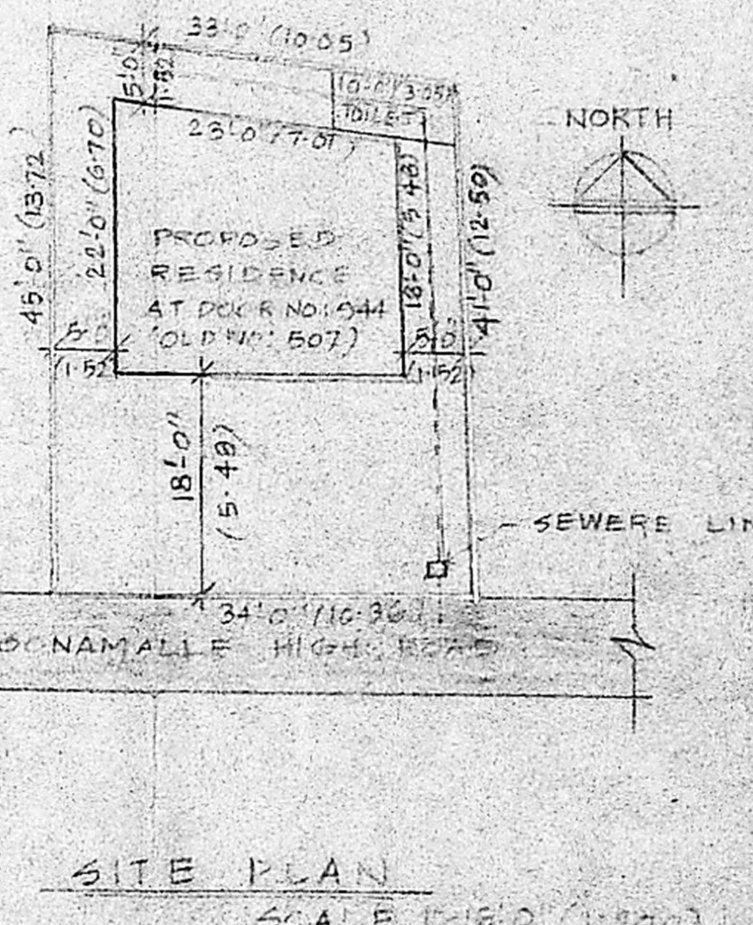 33'-0" (10.05)
5'-0"
1.52
10'-0" (3.05)
TOILET
NORTH
23'-0" (7.01)
45'-0" (13.72)
22'-0" (6.70)
18'-0" (5.48)
41'-0" (12.50)
PROPOSED
RESIDENCE
AT DOOR NO: 944
(OLD NO: 507)
5'-0"
(1.52)
5'-0"
(1.52)
18'-0"
(5.48)
SEWERE LIN
34'-0" (10.36)
OONAMALLE HIGH ROAD
SITE PLAN
SCALE